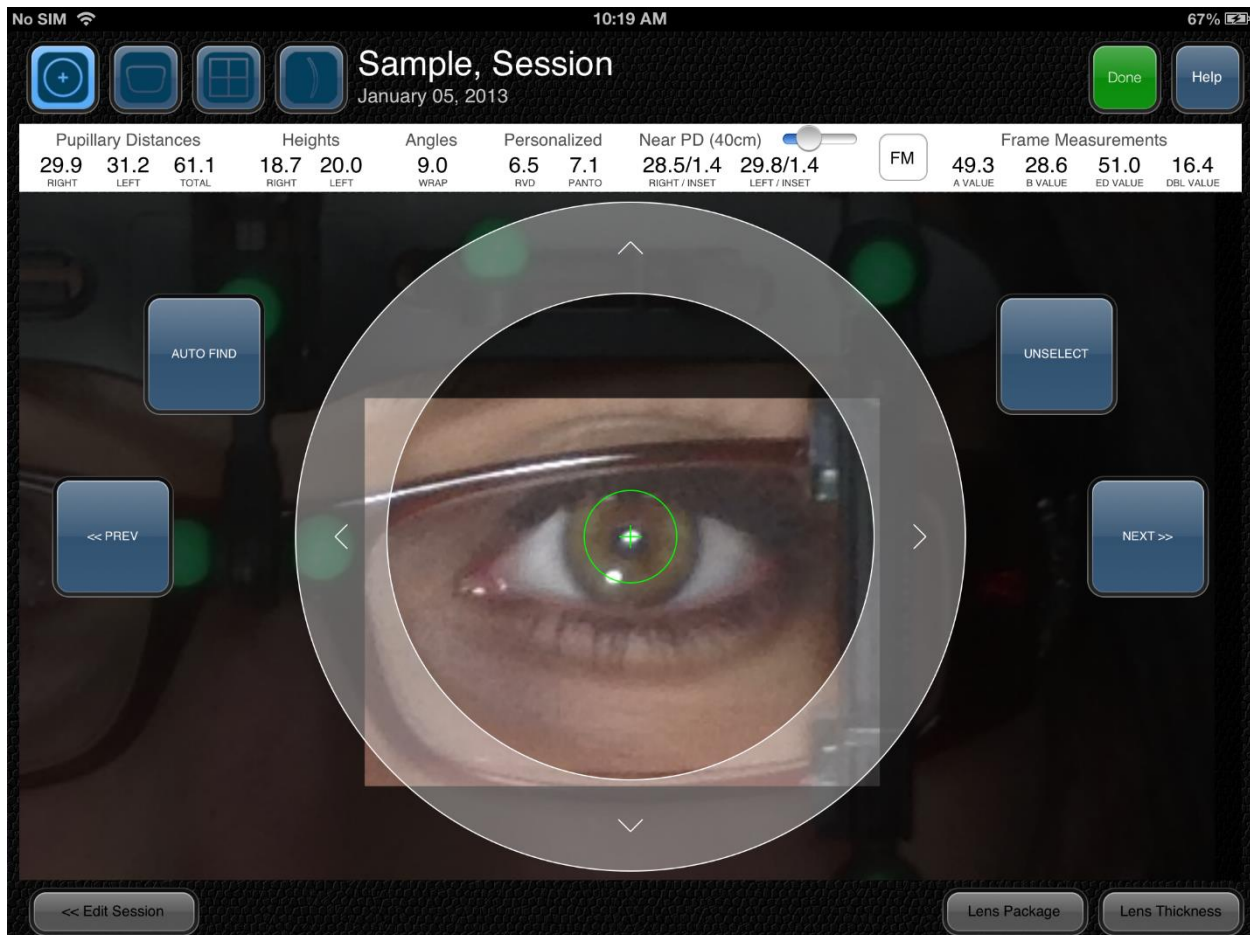 No SIM 10:19 AM 67%
Sample, Session
January 05, 2013
Done
Help
Pupillary Distances Heights Angles Personalized Near PD (40cm) FM Frame Measurements
29.9 31.2 61.1 18.7 20.0 9.0 6.5 7.1 28.5/1.4 29.8/1.4 49.3 28.6 51.0 16.4
RIGHT LEFT TOTAL RIGHT LEFT WRAP RVD PANTO RIGHT / INSET LEFT / INSET A VALUE B VALUE ED VALUE DBL VALUE
AUTO FIND UNSELECT
<< PREV NEXT >>
<< Edit Session Lens Package Lens Thickness